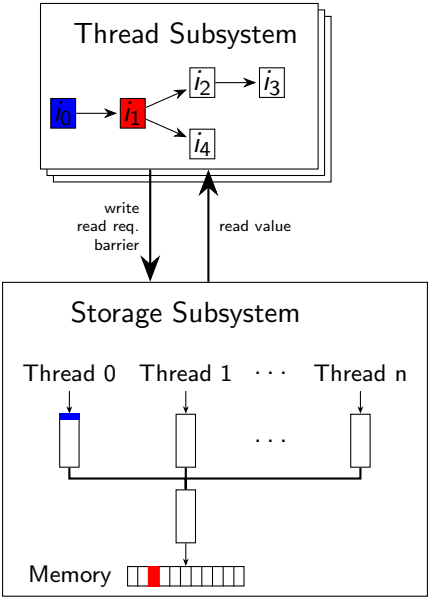 Thread Subsystem
i2 i3
i0 i1
i4
write
read req.
barrier
read value
Storage Subsystem
Thread 0 Thread 1 · · · Thread n
· · ·
Memory